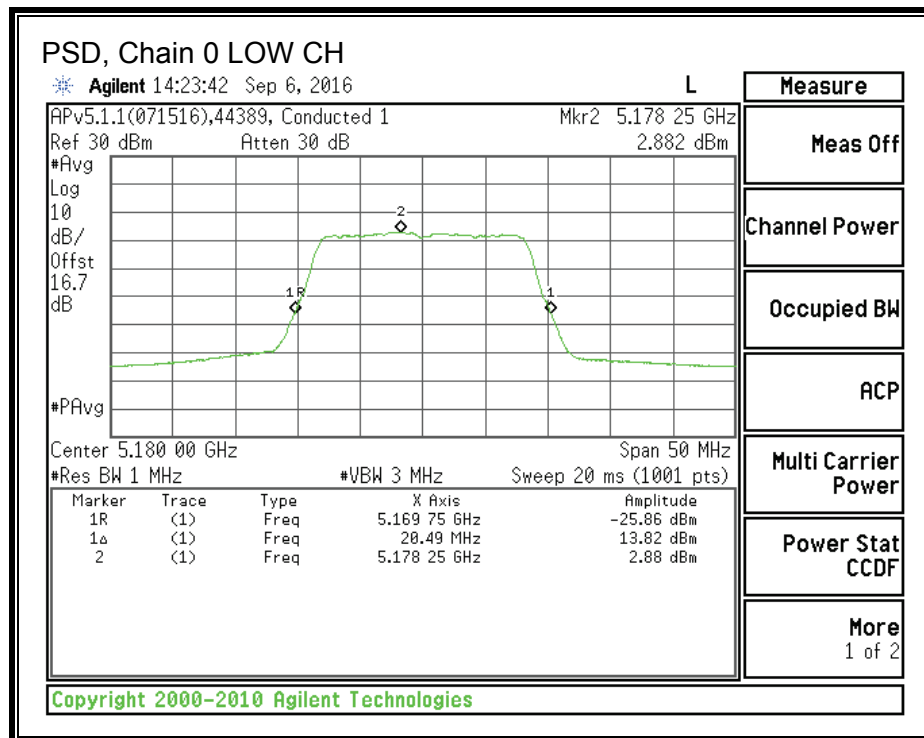 PSD, Chain 0 LOW CH
Agilent 14:23:42 Sep 6, 2016 L
APv5.1.1(071516),44389, Conducted 1 Mkr2 5.178 25 GHz
Ref 30 dBm Atten 30 dB 2.882 dBm
#Avg
Log
10
dB/
Offst
16.7
dB
#PAvg
2
1R
1
Center 5.180 00 GHz Span 50 MHz
#Res BW 1 MHz #VBW 3 MHz Sweep 20 ms (1001 pts)
Marker Trace Type X Axis Amplitude
1R (1) Freq 5.169 75 GHz -25.86 dBm
1Δ (1) Freq 20.49 MHz 13.82 dBm
2 (1) Freq 5.178 25 GHz 2.88 dBm
Measure
Meas Off
Channel Power
Occupied BW
ACP
Multi Carrier
Power
Power Stat
CCDF
More
1 of 2
Copyright 2000-2010 Agilent Technologies